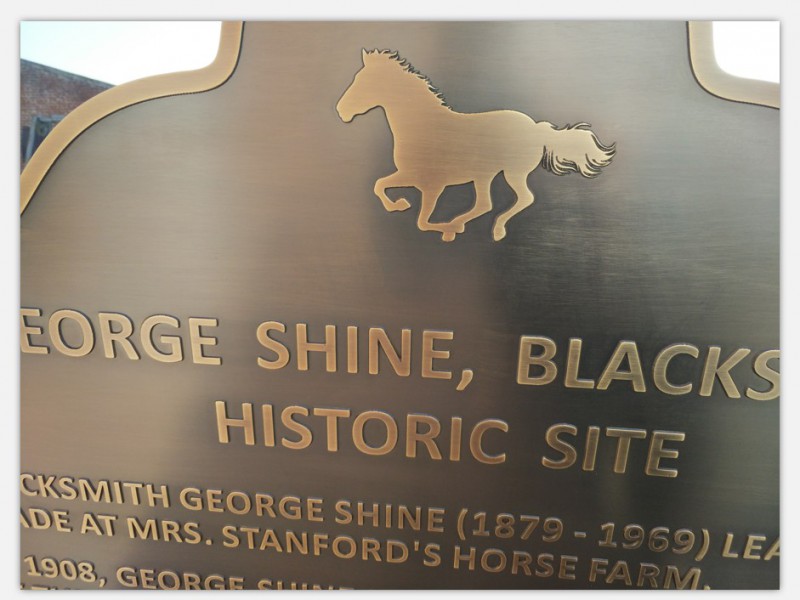 EORGE SHINE, BLACKS
HISTORIC SITE
CKSMITH GEORGE SHINE (1879 - 1969) LEA
ADE AT MRS. STANFORD'S HORSE FARM.
1908, GEORGE SHINE